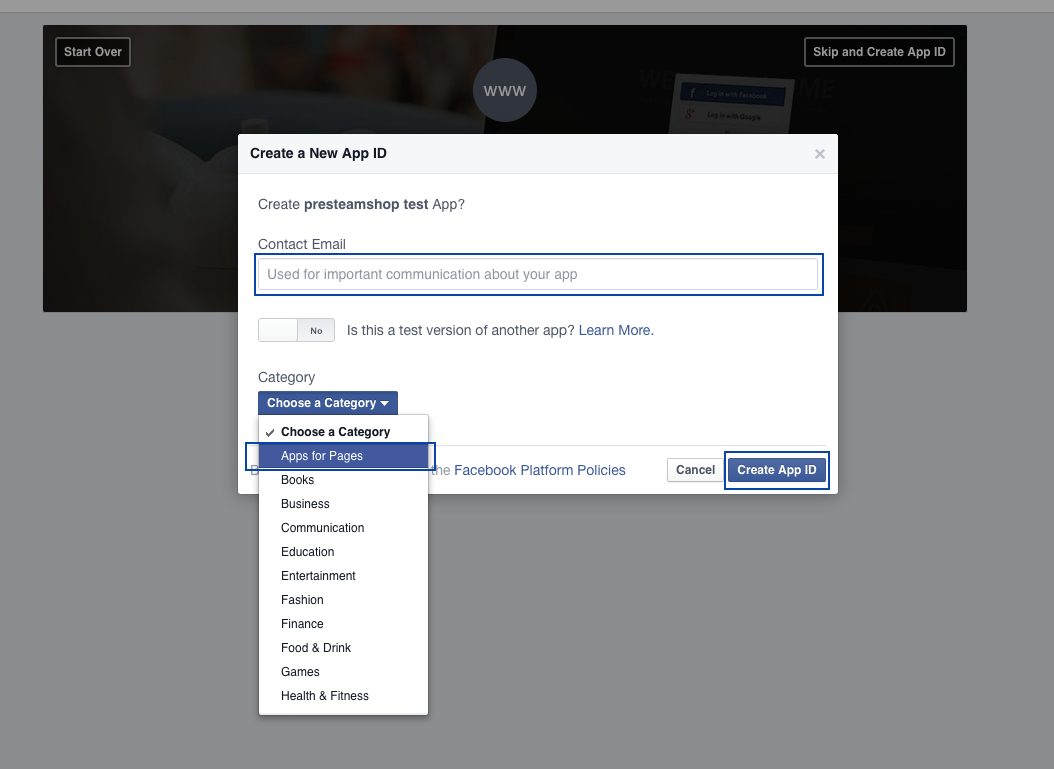 Start Over
Skip and Create App ID
WWW
Log in with Facebook
Log in with Google
Create a New App ID
Create presteamshop test App?
Contact Email
Used for important communication about your app
No
Is this a test version of another app? Learn More.
Category
Choose a Category
Choose a Category
Apps for Pages
the Facebook Platform Policies
Cancel
Create App ID
Books
Business
Communication
Education
Entertainment
Fashion
Finance
Food & Drink
Games
Health & Fitness